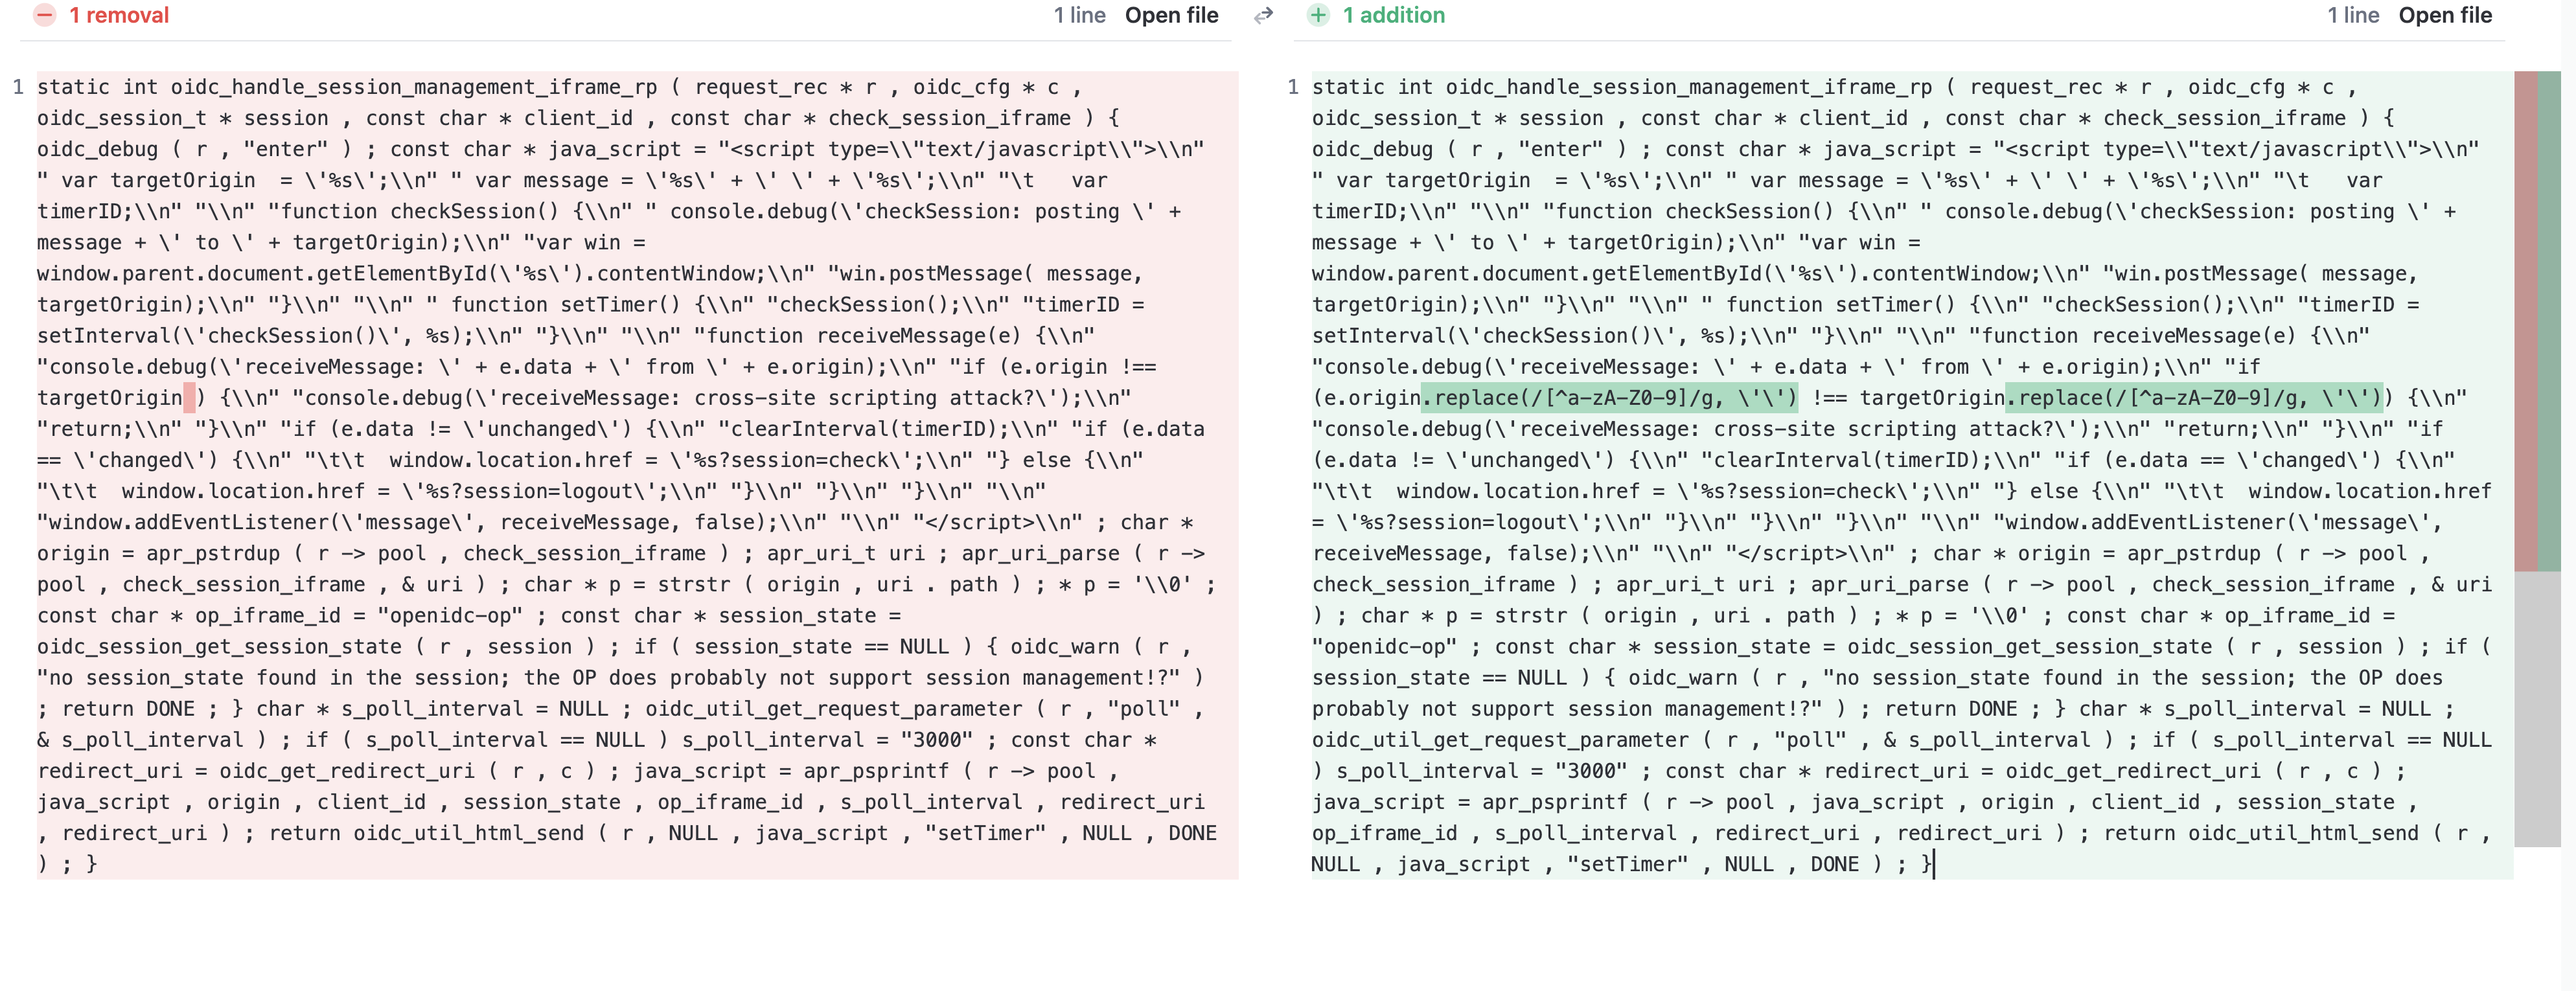 1 removal
1 line Open file
1 addition
1 line Open file
1
static int oidc_handle_session_management_iframe_rp ( request_rec * r , oidc_cfg * c ,
oidc_session_t * session , const char * client_id , const char * check_session_iframe ) {
oidc_debug ( r , "enter" ) ; const char * java_script = "<script type=\\"text/javascript\\">\\n"
" var targetOrigin  = \'%s\';\\n" " var message = \'%s\' + \' \' + \'%s\';\\n" "\t   var
timerID;\\n" "\\n" "function checkSession() {\\n" " console.debug(\'checkSession: posting \' +
message + \' to \' + targetOrigin);\\n" "var win =
window.parent.document.getElementById(\'%s\').contentWindow;\\n" "win.postMessage( message,
targetOrigin);\\n" "}\\n" "\\n" " function setTimer() {\\n" "checkSession();\\n" "timerID =
setInterval(\'checkSession()\', %s);\\n" "}\\n" "\\n" "function receiveMessage(e) {\\n"
"console.debug(\'receiveMessage: \' + e.data + \' from \' + e.origin);\\n" "if (e.origin !==
targetOrigin ) {\\n" "console.debug(\'receiveMessage: cross-site scripting attack?\');\\n"
"return;\\n" "}\\n" "if (e.data != \'unchanged\') {\\n" "clearInterval(timerID);\\n" "if (e.data
== \'changed\') {\\n" "\t\t  window.location.href = \'%s?session=check\';\\n" "} else {\\n"
"\t\t  window.location.href = \'%s?session=logout\';\\n" "}\\n" "}\\n" "}\\n" "\\n"
"window.addEventListener(\'message\', receiveMessage, false);\\n" "\\n" "</script>\\n" ; char *
origin = apr_pstrdup ( r -> pool , check_session_iframe ) ; apr_uri_t uri ; apr_uri_parse ( r ->
pool , check_session_iframe , & uri ) ; char * p = strstr ( origin , uri . path ) ; * p = '\\0' ;
const char * op_iframe_id = "openidc-op" ; const char * session_state =
oidc_session_get_session_state ( r , session ) ; if ( session_state == NULL ) { oidc_warn ( r ,
"no session_state found in the session; the OP does probably not support session management!?" )
; return DONE ; } char * s_poll_interval = NULL ; oidc_util_get_request_parameter ( r , "poll" ,
& s_poll_interval ) ; if ( s_poll_interval == NULL ) s_poll_interval = "3000" ; const char *
redirect_uri = oidc_get_redirect_uri ( r , c ) ; java_script = apr_psprintf ( r -> pool ,
java_script , origin , client_id , session_state , op_iframe_id , s_poll_interval , redirect_uri
, redirect_uri ) ; return oidc_util_html_send ( r , NULL , java_script , "setTimer" , NULL , DONE
) ; }
1
static int oidc_handle_session_management_iframe_rp ( request_rec * r , oidc_cfg * c ,
oidc_session_t * session , const char * client_id , const char * check_session_iframe ) {
oidc_debug ( r , "enter" ) ; const char * java_script = "<script type=\\"text/javascript\\">\\n"
" var targetOrigin  = \'%s\';\\n" " var message = \'%s\' + \' \' + \'%s\';\\n" "\t   var
timerID;\\n" "\\n" "function checkSession() {\\n" " console.debug(\'checkSession: posting \' +
message + \' to \' + targetOrigin);\\n" "var win =
window.parent.document.getElementById(\'%s\').contentWindow;\\n" "win.postMessage( message,
targetOrigin);\\n" "}\\n" "\\n" " function setTimer() {\\n" "checkSession();\\n" "timerID =
setInterval(\'checkSession()\', %s);\\n" "}\\n" "\\n" "function receiveMessage(e) {\\n"
"console.debug(\'receiveMessage: \' + e.data + \' from \' + e.origin);\\n" "if
(e.origin.replace(/[^a-zA-Z0-9]/g, \'\') !== targetOrigin.replace(/[^a-zA-Z0-9]/g, \'\')) {\\n"
"console.debug(\'receiveMessage: cross-site scripting attack?\');\\n" "return;\\n" "}\\n" "if
(e.data != \'unchanged\') {\\n" "clearInterval(timerID);\\n" "if (e.data == \'changed\') {\\n"
"\t\t  window.location.href = \'%s?session=check\';\\n" "} else {\\n" "\t\t  window.location.href
= \'%s?session=logout\';\\n" "}\\n" "}\\n" "}\\n" "\\n" "window.addEventListener(\'message\',
receiveMessage, false);\\n" "\\n" "</script>\\n" ; char * origin = apr_pstrdup ( r -> pool ,
check_session_iframe ) ; apr_uri_t uri ; apr_uri_parse ( r -> pool , check_session_iframe , & uri
) ; char * p = strstr ( origin , uri . path ) ; * p = '\\0' ; const char * op_iframe_id =
"openidc-op" ; const char * session_state = oidc_session_get_session_state ( r , session ) ; if (
session_state == NULL ) { oidc_warn ( r , "no session_state found in the session; the OP does
probably not support session management!?" ) ; return DONE ; } char * s_poll_interval = NULL ;
oidc_util_get_request_parameter ( r , "poll" , & s_poll_interval ) ; if ( s_poll_interval == NULL
) s_poll_interval = "3000" ; const char * redirect_uri = oidc_get_redirect_uri ( r , c ) ;
java_script = apr_psprintf ( r -> pool , java_script , origin , client_id , session_state ,
op_iframe_id , s_poll_interval , redirect_uri , redirect_uri ) ; return oidc_util_html_send ( r ,
NULL , java_script , "setTimer" , NULL , DONE ) ; }